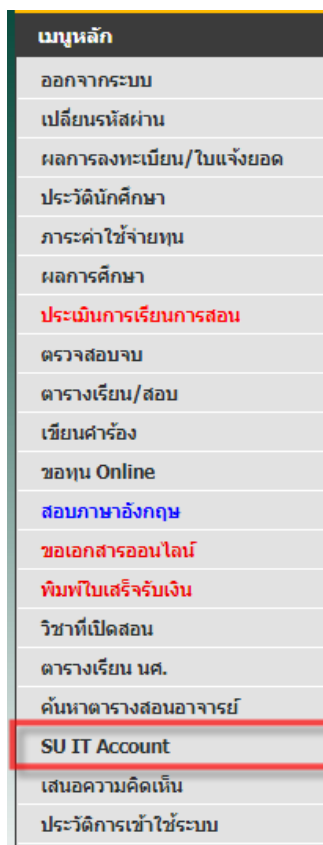 เมนูหลัก
ออกจากระบบ
เปลี่ยนรหัสผ่าน
ผลการลงทะเบียน/ใบแจ้งยอด
ประวัตินักศึกษา
ภาระค่าใช้จ่ายทุน
ผลการศึกษา
ประเมินการเรียนการสอน
ตรวจสอบจบ
ตารางเรียน/สอบ
เขียนคำร้อง
ขอทุน Online
สอบภาษาอังกฤษ
ขอเอกสารออนไลน์
พิมพ์ใบเสร็จรับเงิน
วิชาที่เปิดสอน
ตารางเรียน นศ.
ค้นหาตารางสอนอาจารย์
SU IT Account
เสนอความคิดเห็น
ประวัติการเข้าใช้ระบบ